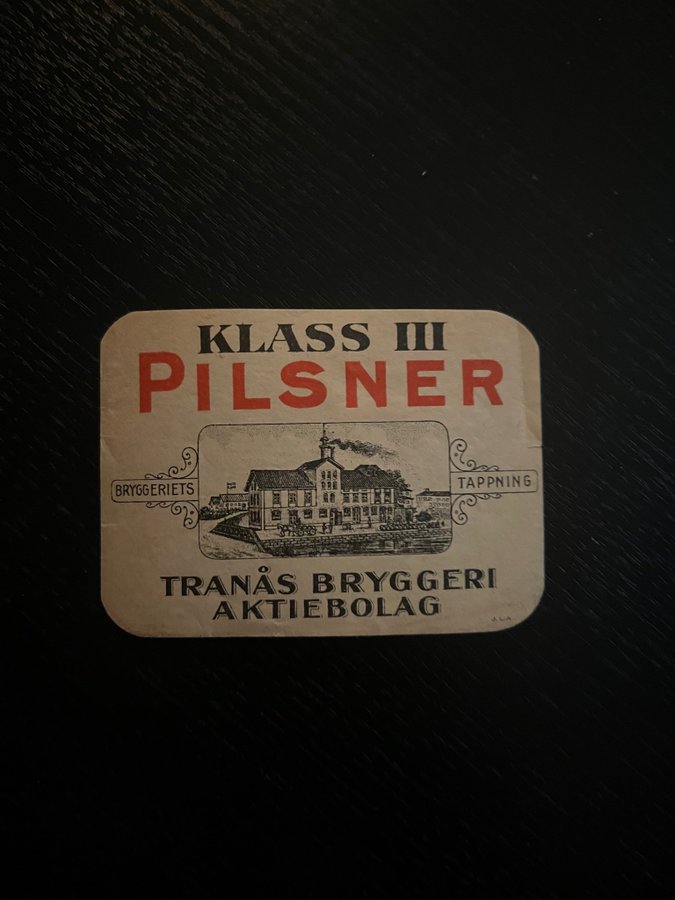 KLASS III
PILSNER
BRYGGERIETS
TAPPNING
TRANÅS BRYGGERI
AKTIEBOLAG